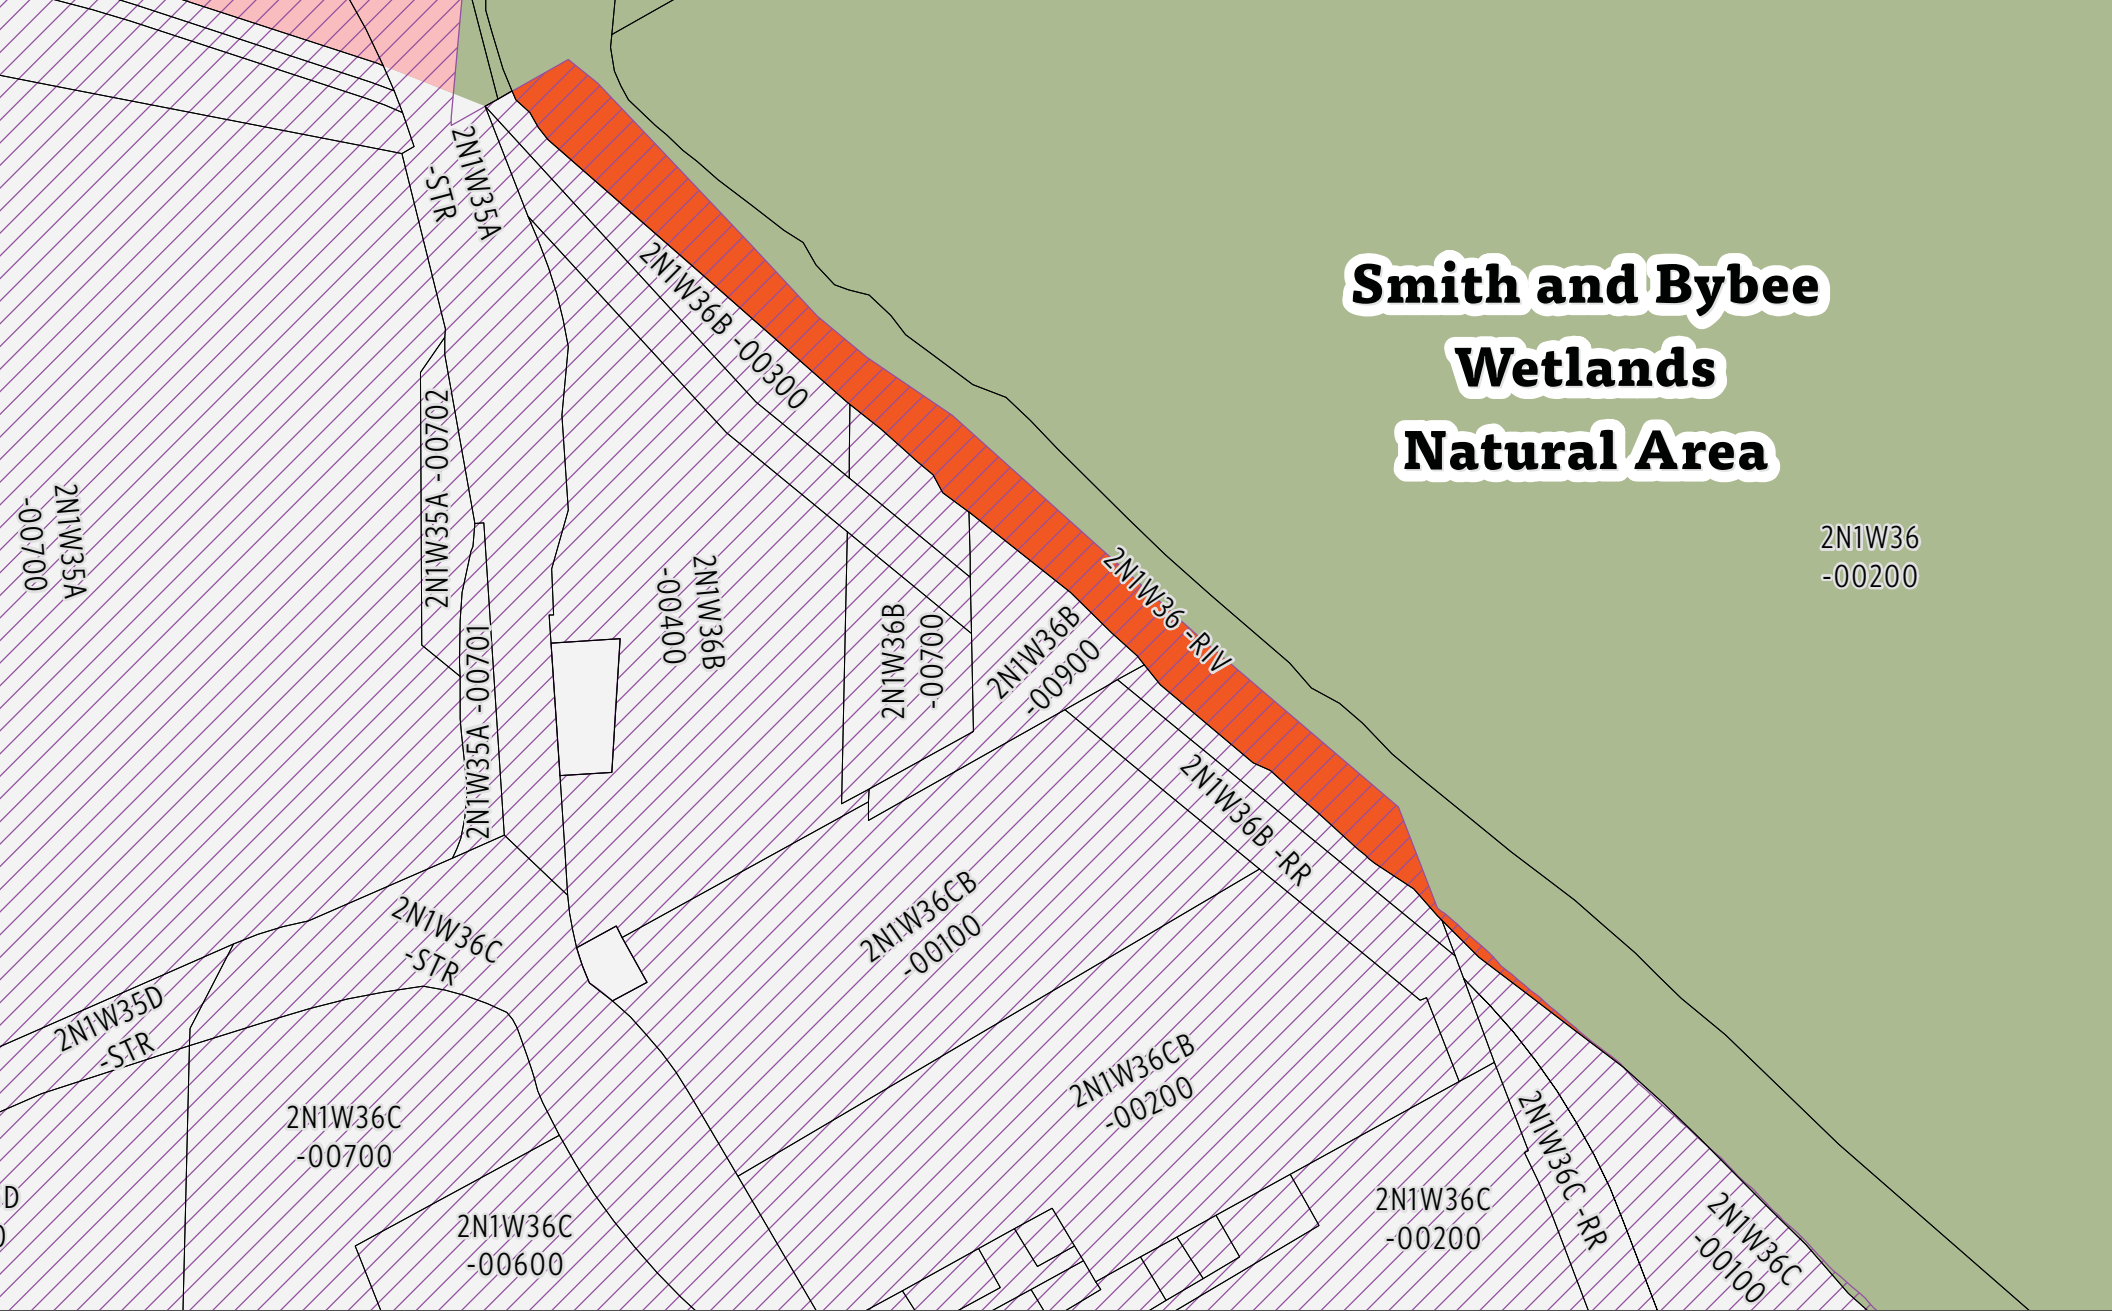 2N1W35A
-STR
Smith and Bybee
Wetlands
Natural Area
2N1W36B -00300
2N1W35A -00702
2N1W35A
-00700
2N1W36
-00200
2N1W36 -RIV
2N1W36B
-00400
2N1W36B
-00700
2N1W36B
-00900
2N1W35A -00701
2N1W36B -RR
2N1W36CB
-00100
2N1W36C
-STR
2N1W35D
-STR
2N1W36CB
-00200
2N1W36C
-00700
2N1W36C -RR
2N1W36C
-00200
2N1W36C
-00600
2N1W36C
-00100
D